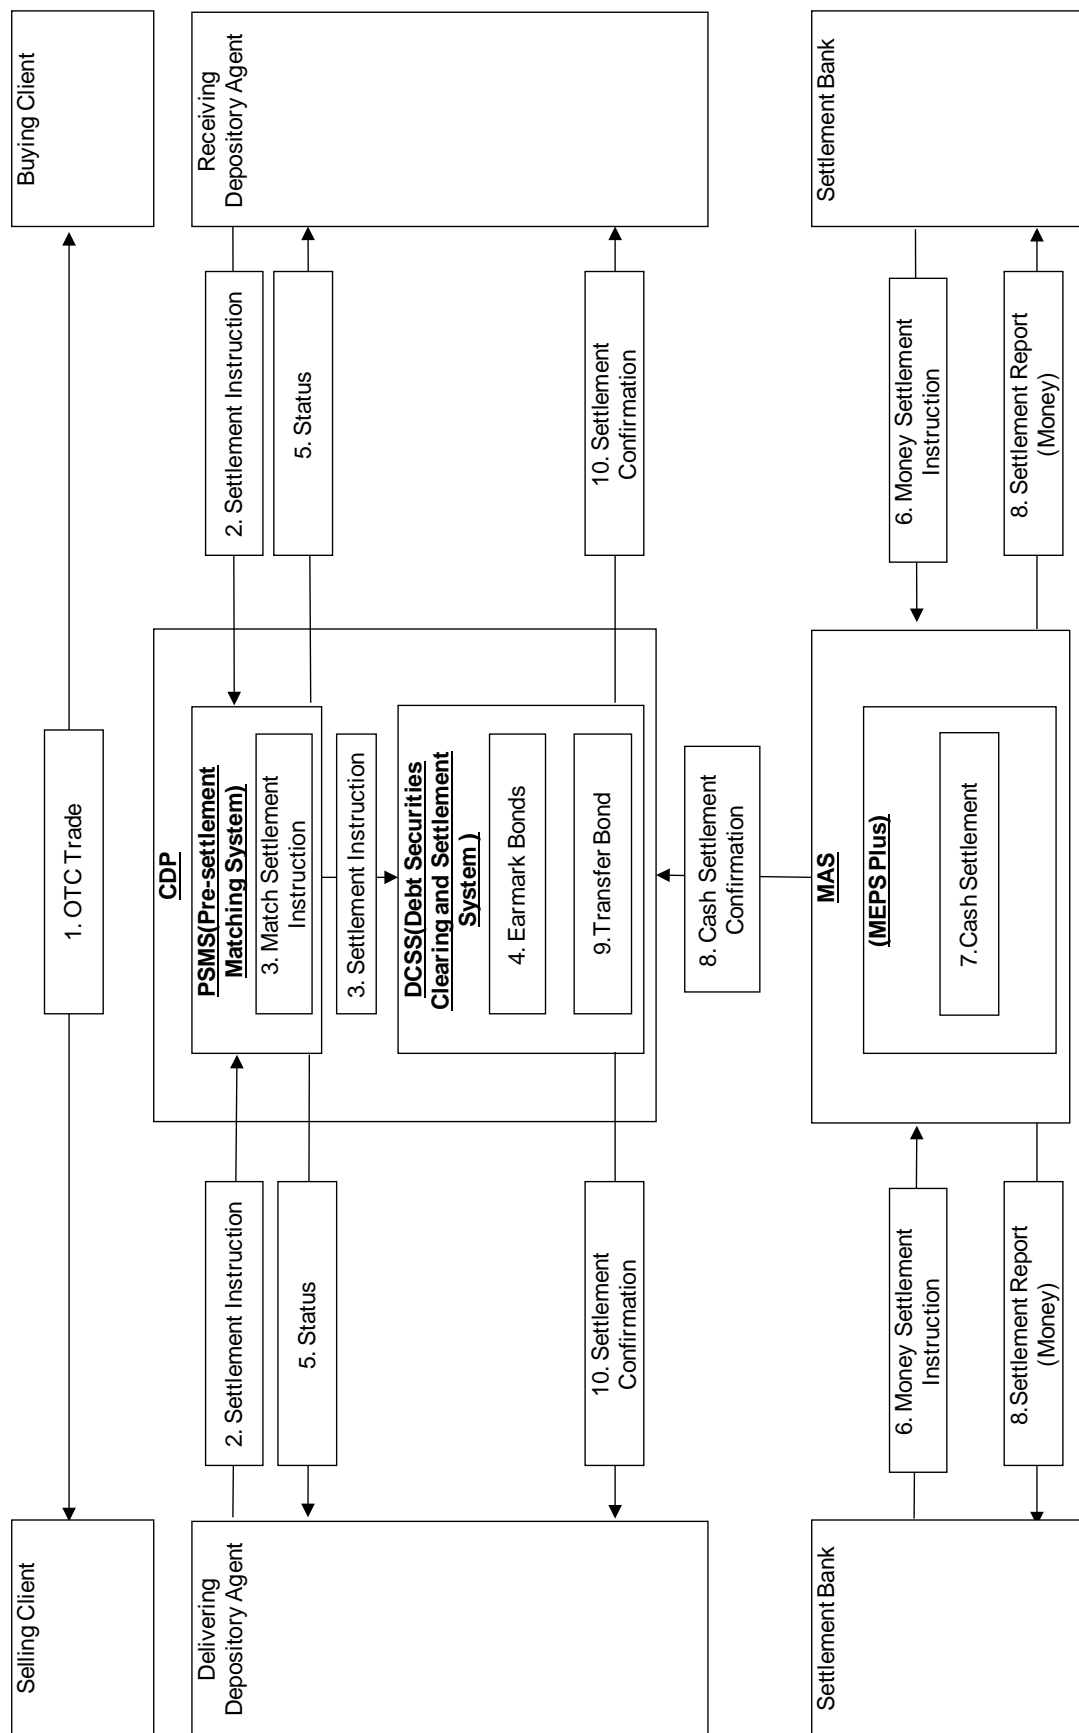 Selling Client
1. OTC Trade
Buying Client
Delivering
Depository Agent
2. Settlement Instruction
5. Status
10. Settlement
Confirmation
CDP
PSMS(Pre-settlement
Matching System)
3. Match Settlement
Instruction
3. Settlement Instruction
DCSS(Debt Securities
Clearing and Settlement
System )
4. Earmark Bonds
9.Transfer Bond
2. Settlement Instruction
5. Status
10. Settlement
Confirmation
Receiving
Depository Agent
8. Cash Settlement
Confirmation
Settlement Bank
6. Money Settlement
Instruction
8.Settlement Report
(Money)
MAS
(MEPS Plus)
7.Cash Settlement
6. Money Settlement
Instruction
8. Settlement Report
(Money)
Settlement Bank